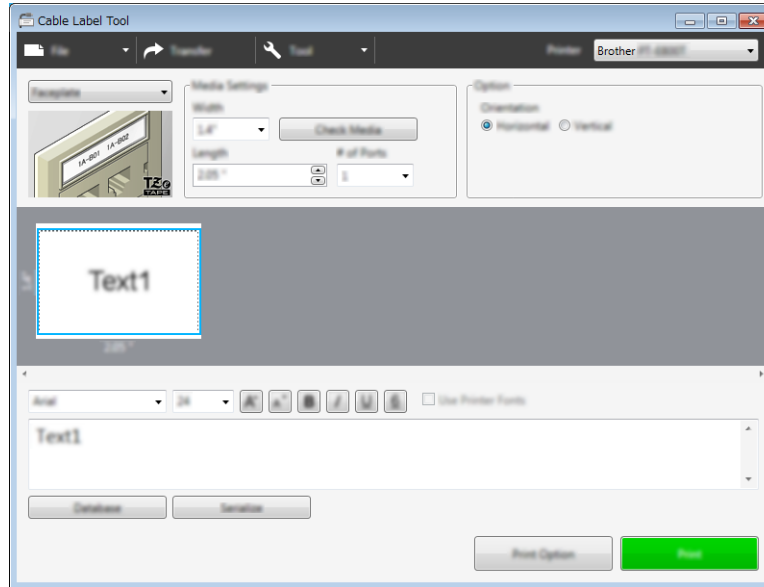 Cable Label Tool
File Transfer Tool Printer Brother
Faceplate
Media Settings
Option
Width
Orientation
1.4"
Check Media
Horizontal Vertical
1A-B01 1A-B02
Length # of Ports
2.05 " 1
TZe
TAPE
Text1
2.05 "
Arial 24 A A B I U Use Printer Fonts
Text1
Database Serialize
Print Option Print